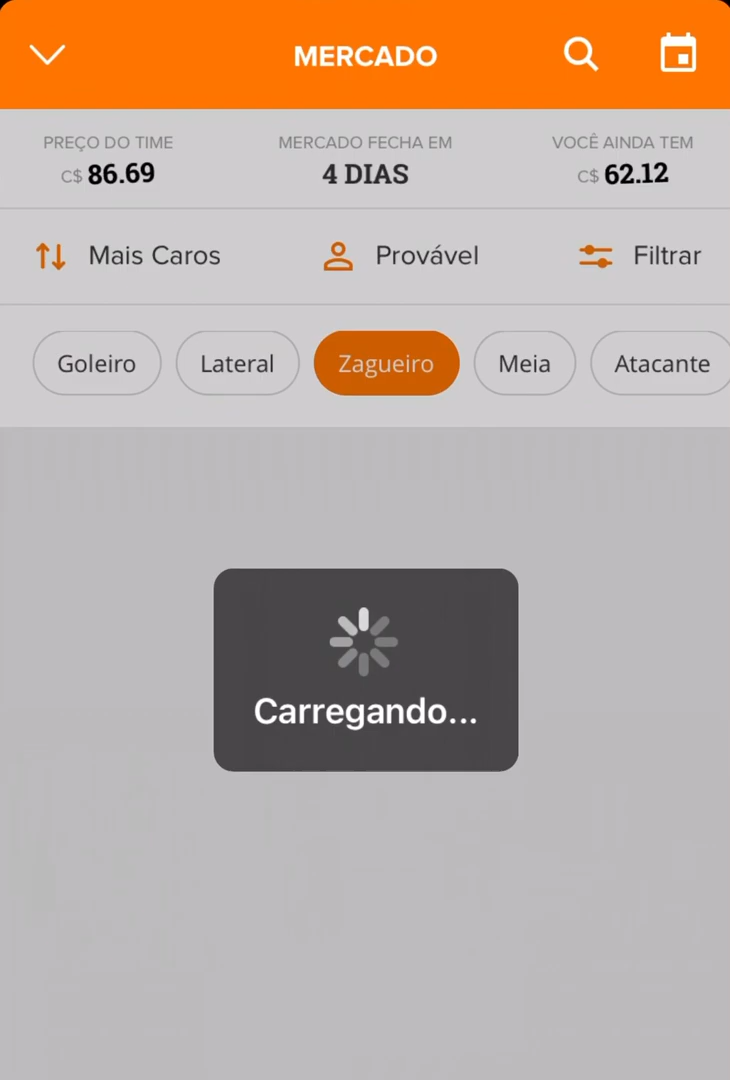 MERCADO
PREÇO DO TIME
C$ 86.69
MERCADO FECHA EM
4 DIAS
VOCÊ AINDA TEM
C$ 62.12
Mais Caros
Provável
Filtrar
Goleiro
Lateral
Zagueiro
Meia
Atacante
Carregando...